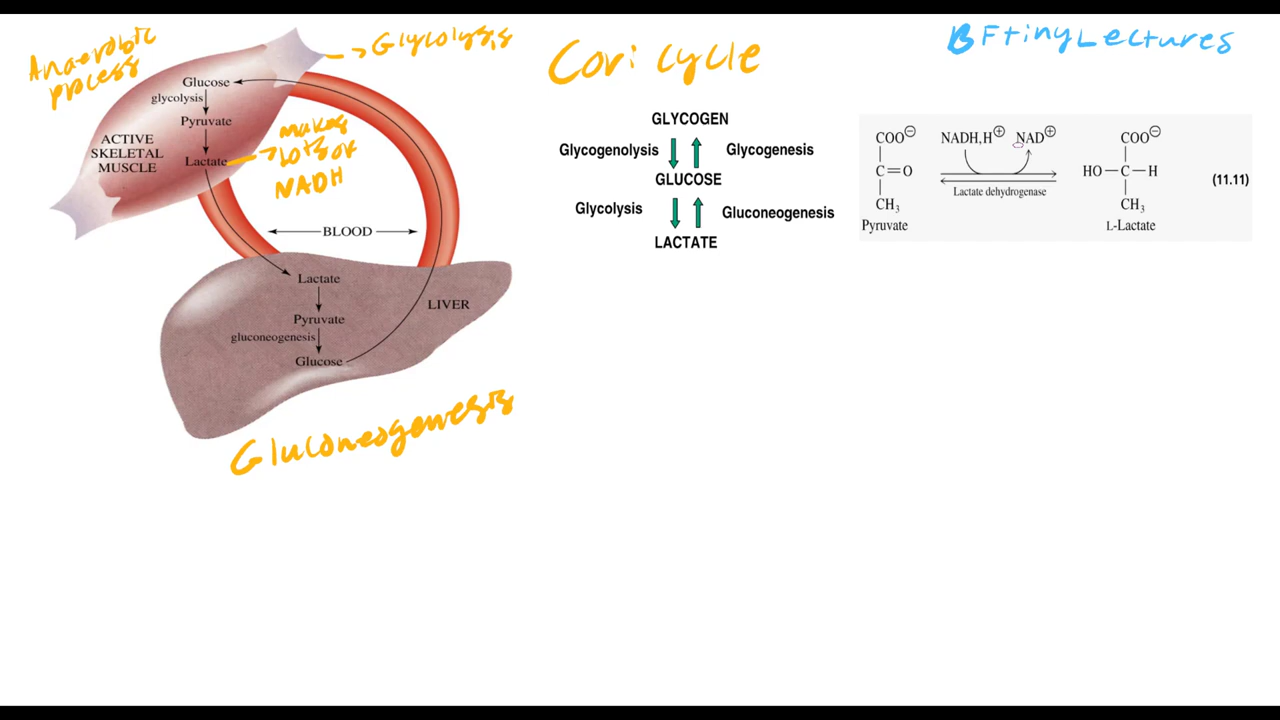 Anaerobic
process
→ Glycolysis
Glucose
glycolysis
Pyruvate
ACTIVE
SKELETAL
MUSCLE
Lactate
makes
lots of
NADH
BLOOD
Lactate
Pyruvate
gluconeogenesis
Glucose
LIVER
Gluconeogenesis
Cori cycle
GLYCOGEN
Glycogenolysis
Glycogenesis
GLUCOSE
Glycolysis
Gluconeogenesis
LACTATE
BFtinyLectures
COO⊖
C=O
CH₃
Pyruvate
NADH,H⊕
NAD⊕
Lactate dehydrogenase
COO⊖
HO—C—H
CH₃
L-Lactate
(11.11)